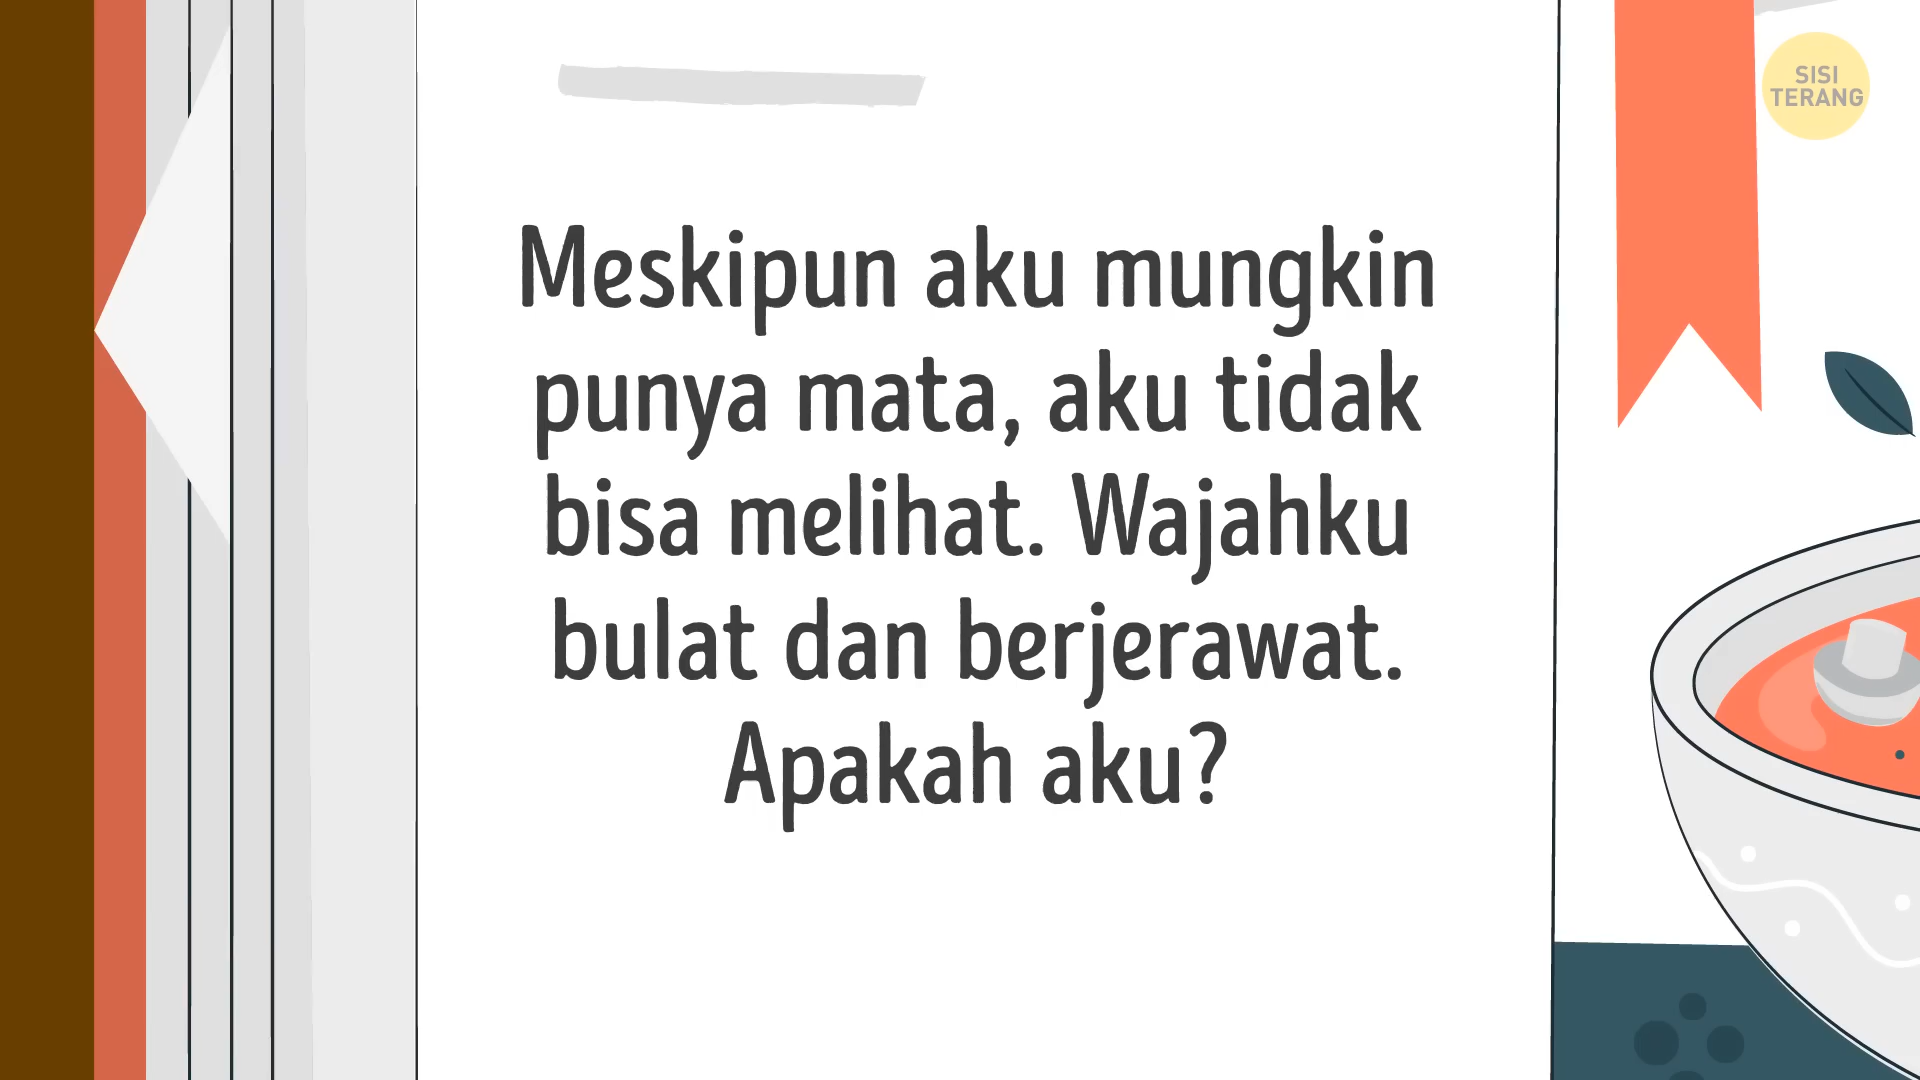 SISI
TERANG
Meskipun aku mungkin
punya mata, aku tidak
bisa melihat. Wajahku
bulat dan berjerawat.
Apakah aku?